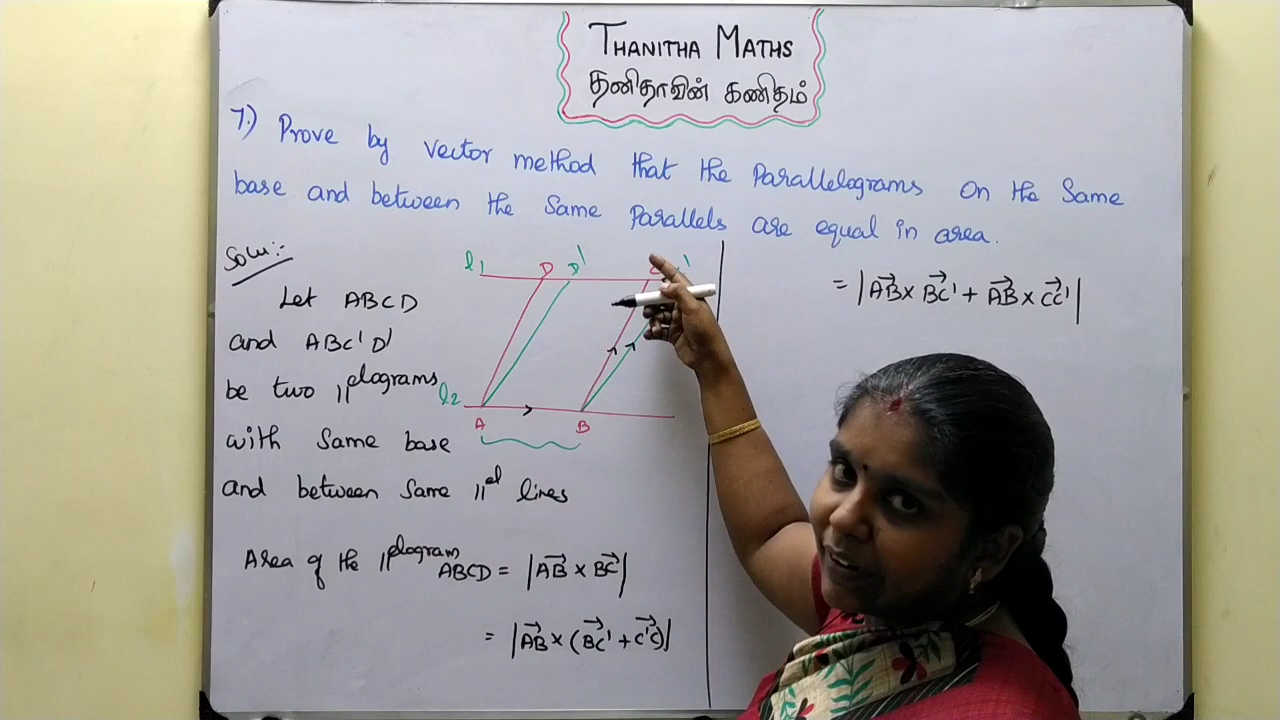 THANITHA MATHS
தனிதாவின் கணிதம்
7.) Prove by vector method that the Parallelograms on the Same
base and between the Same Parallels are equal in area.
Soln:-
Let ABCD
and ABC'D'
be two ||plograms
with Same base
and between Same ||el lines
l1 D D' C '
l2
A B
Area of the ||plogram ABCD = |AB⃗ × BC⃗|
= |AB⃗ × (BC'⃗ + C'C⃗)|
= |AB⃗ × BC'⃗ + AB⃗ × CC'⃗|